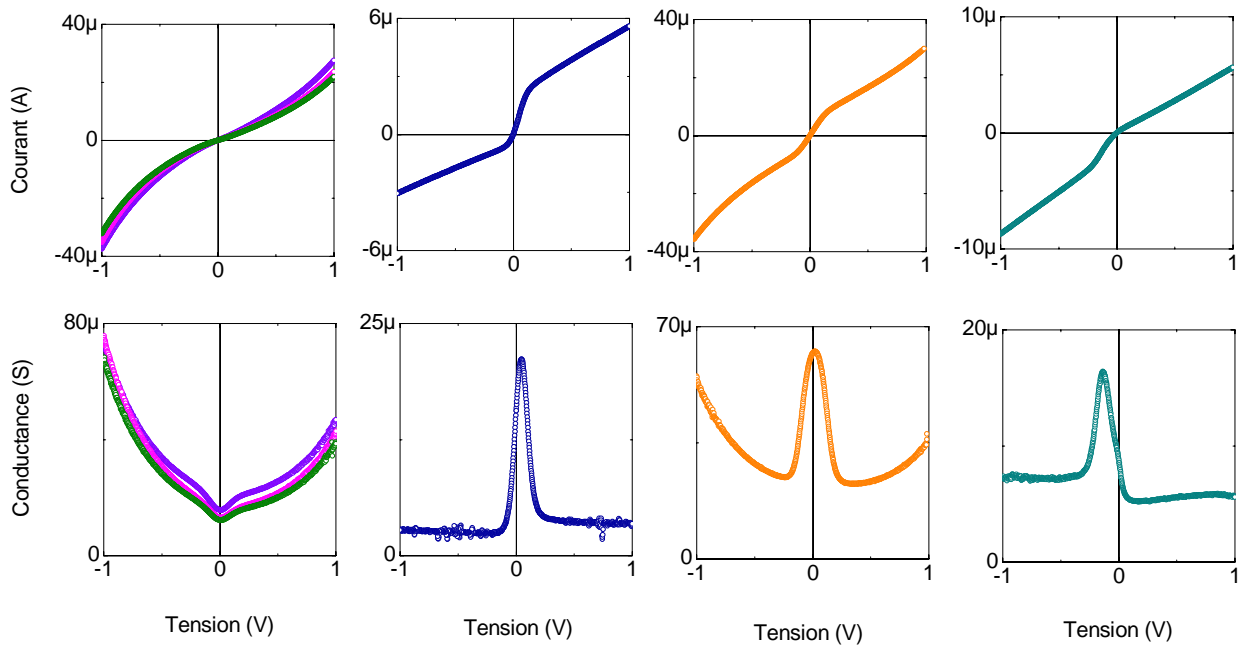 40μ
0
-40μ
-1
0
1
Courant (A)
6μ
0
-6μ
-1
0
1
40μ
0
-40μ
-1
0
1
10μ
0
-10μ
-1
0
1
80μ
0
-1
0
1
Conductance (S)
Tension (V)
25μ
0
-1
0
1
Tension (V)
70μ
0
-1
0
1
Tension (V)
20μ
0
-1
0
1
Tension (V)